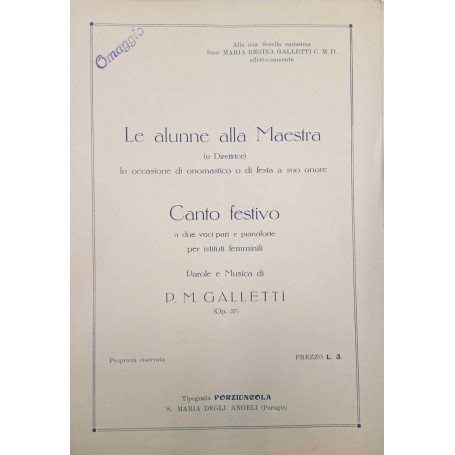 Omaggio
Alla mia Sorella carissima
Suor MARIA REGINA GALLETTI C. M. D.
affettuosamente
Le alunne alla Maestra
(o Direttrice)
In occasione di onomastico o di festa a suo onore
Canto festivo
a due voci pari e pianoforte
per istituti femminili
Parole e Musica di
P. M. GALLETTI
(Op. 37)
Proprietà riservata
PREZZO L. 3
Tipografia PORZIUNCOLA
S. MARIA DEGLI ANGELI (Perugia)